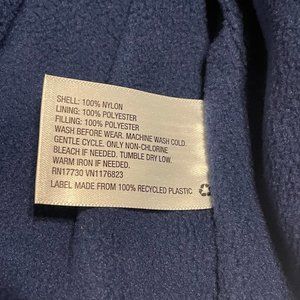 SHELL: 100% NYLON
LINING: 100% POLYESTER
FILLING: 100% POLYESTER
WASH BEFORE WEAR. MACHINE WASH COLD.
GENTLE CYCLE. ONLY NON-CHLORINE
BLEACH IF NEEDED. TUMBLE DRY LOW.
WARM IRON IF NEEDED.
RN17730 VN1176823
LABEL MADE FROM 100% RECYCLED PLASTIC